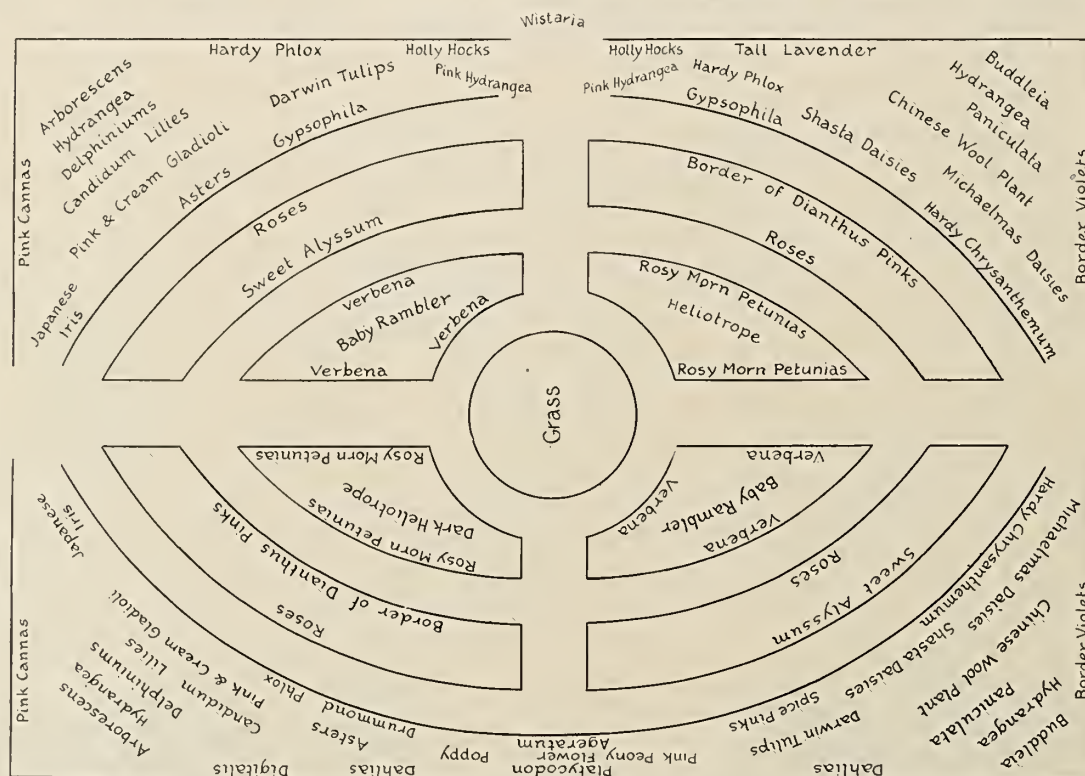 Wistaria
Hardy Phlox
Holly Hocks
Holly Hocks
Tall Lavender
Arborescens
Hydrangea
Delphiniums
Candidum Lilies
Pink & Cream Gladioli
Asters
Darwin Tulips
Gypsophila
Pink Hydrangea
Pink Hydrangea
Hardy Phlox
Gypsophila
Shasta Daisies
Buddleia
Hydrangea
Paniculata
Chinese Wool Plant
Michaelmas Daisies
Hardy Chrysanthemum
Pink Cannas
Border Violets
Japanese
Iris
Roses
Sweet Alyssum
Verbena
Baby Rambler
Verbena
Verbena
Border of Dianthus Pinks
Roses
Rosy Morn Petunias
Heliotrope
Rosy Morn Petunias
Grass
Rosy Morn Petunias
Dark Heliotrope
Rosy Morn Petunias
Border of Dianthus Pinks
Roses
Verbena
Baby Rambler
Verbena
Verbena
Roses
Sweet Alyssum
Pink Cannas
Japanese
Iris
Pink & Cream Gladioli
Candidum Lilies
Delphiniums
Hydrangea
Arborescens
Digitalis
Drummond Phlox
Asters
Dahlias
Poppy
Ageratum
Platycodon
Pink Peony Flower
Spice Pinks
Darwin Tulips
Dahlias
Shasta Daisies
Hardy Chrysanthemum
Michaelmas Daisies
Chinese Wool Plant
Paniculata
Hydrangea
Buddleia
Border Violets